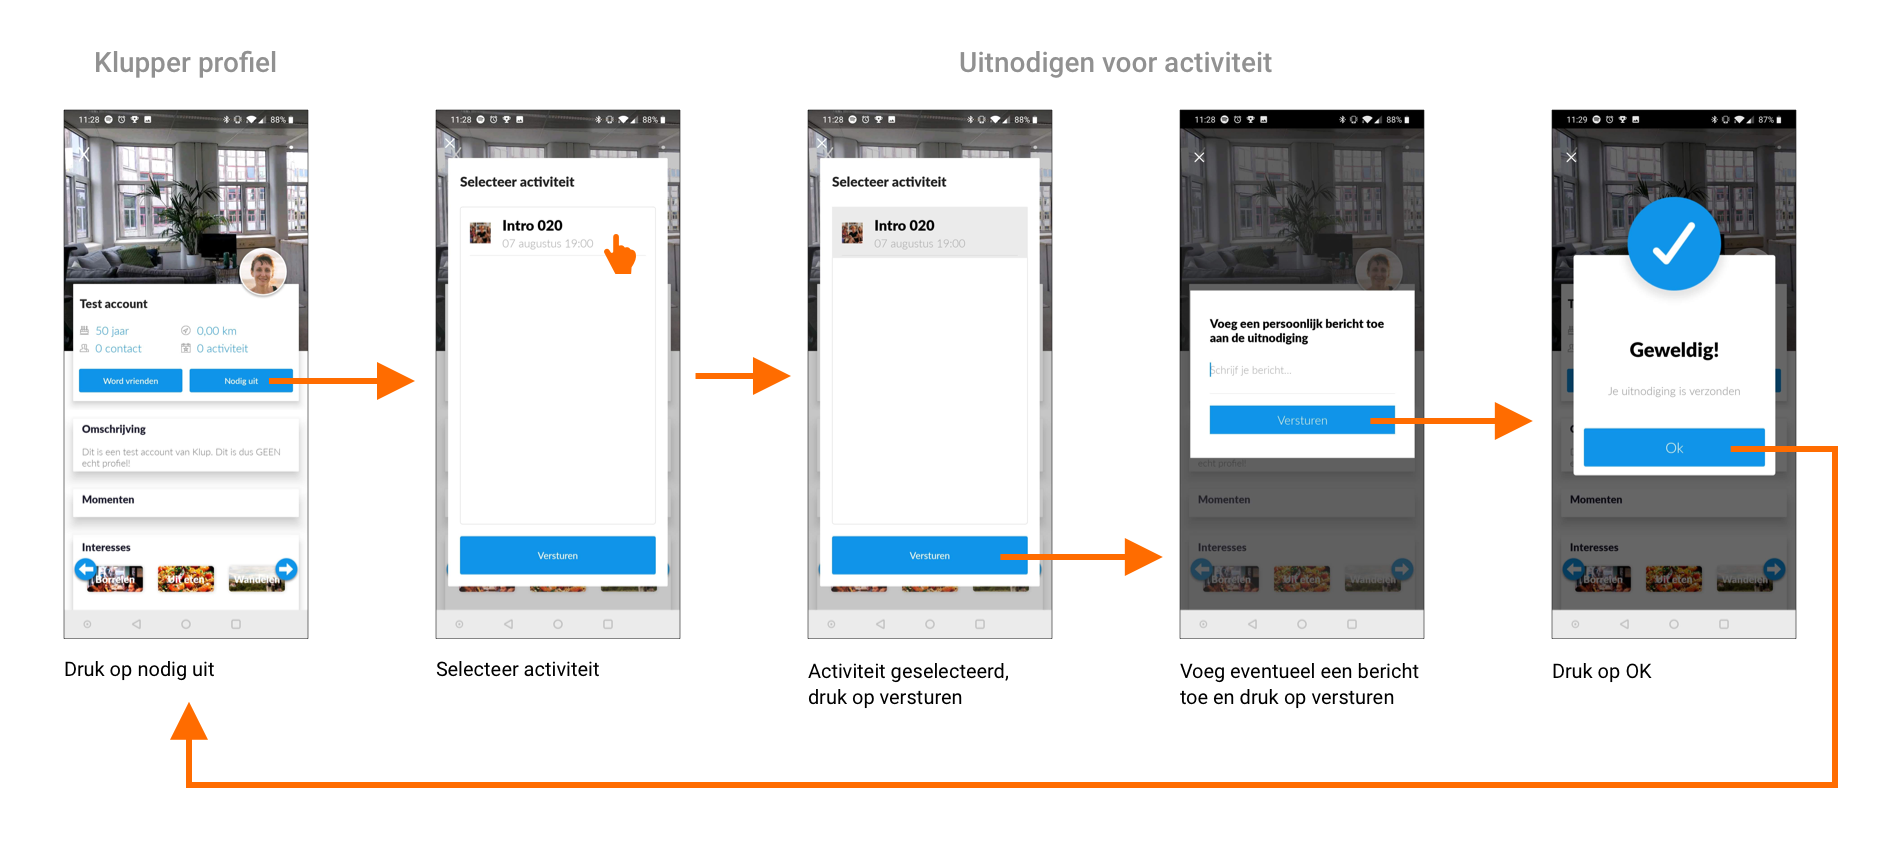 Klupper profiel
Uitnodigen voor activiteit
11:28
88%
Test account
50 jaar
0,00 km
0 contact
0 activiteit
Word vrienden
Nodig uit
Omschrijving
Dit is een test account van Klup. Dit is dus GEEN
echt profiel!
Momenten
Interesses
Borrelen
Uit eten
Wandelen
Druk op nodig uit
11:28
88%
Selecteer activiteit
Intro 020
07 augustus 19:00
Versturen
Selecteer activiteit
11:28
88%
Selecteer activiteit
Intro 020
07 augustus 19:00
Versturen
Activiteit geselecteerd,
druk op versturen
11:28
88%
Voeg een persoonlijk bericht toe
aan de uitnodiging
Schrijf je bericht...
Versturen
echt profiel!
Momenten
Interesses
Borrelen
Uit eten
Wandelen
Voeg eventueel een bericht
toe en druk op versturen
11:29
87%
Geweldig!
Je uitnodiging is verzonden
Ok
Momenten
Interesses
Borrelen
Uit eten
Wandelen
Druk op OK